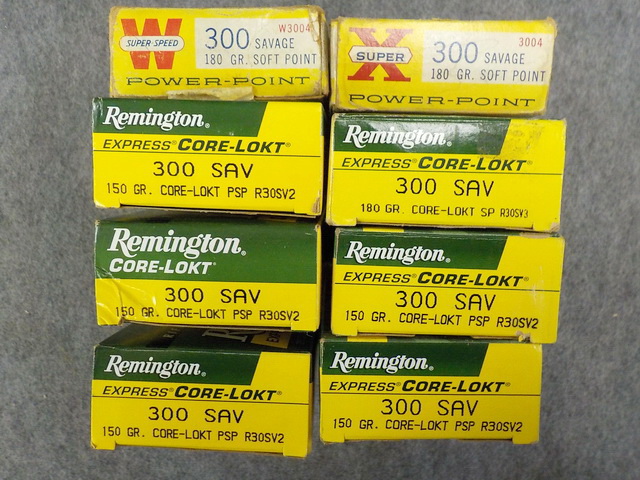 W3004
W
SUPER-SPEED
300 SAVAGE
180 GR. SOFT POINT
POWER-POINT
3004
X
SUPER
300 SAVAGE
180 GR. SOFT POINT
POWER-POINT
Remington®
EXPRESS® CORE-LOKT®
300 SAV
150 GR. CORE-LOKT PSP R30SV2
Remington®
EXPRESS® CORE-LOKT®
300 SAV
180 GR. CORE-LOKT SP R30SV3
Remington®
CORE-LOKT®
300 SAV
150 GR. CORE-LOKT PSP R30SV2
Remington®
EXPRESS® CORE-LOKT®
300 SAV
150 GR. CORE-LOKT PSP R30SV2
Remington®
EXPRESS® CORE-LOKT®
300 SAV
150 GR. CORE-LOKT PSP R30SV2
Remington®
EXPRESS® CORE-LOKT®
300 SAV
150 GR. CORE-LOKT PSP R30SV2